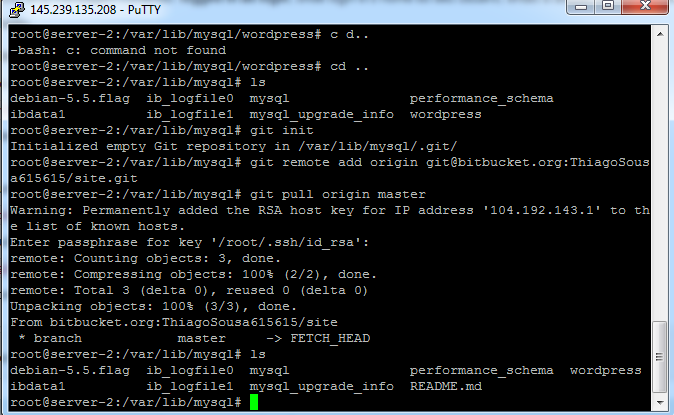 145.239.135.208 - PuTTY
root@server-2:/var/lib/mysql/wordpress# c d..
-bash: c: command not found
root@server-2:/var/lib/mysql/wordpress# cd ..
root@server-2:/var/lib/mysql# ls
debian-5.5.flag  ib_logfile0  mysql               performance_schema
ibdata1          ib_logfile1  mysql_upgrade_info  wordpress
root@server-2:/var/lib/mysql# git init
Initialized empty Git repository in /var/lib/mysql/.git/
root@server-2:/var/lib/mysql# git remote add origin git@bitbucket.org:ThiagoSous
a615615/site.git
root@server-2:/var/lib/mysql# git pull origin master
Warning: Permanently added the RSA host key for IP address '104.192.143.1' to th
e list of known hosts.
Enter passphrase for key '/root/.ssh/id_rsa':
remote: Counting objects: 3, done.
remote: Compressing objects: 100% (2/2), done.
remote: Total 3 (delta 0), reused 0 (delta 0)
Unpacking objects: 100% (3/3), done.
From bitbucket.org:ThiagoSousa615615/site
 * branch            master     -> FETCH_HEAD
root@server-2:/var/lib/mysql# ls
debian-5.5.flag  ib_logfile0  mysql               performance_schema  wordpress
ibdata1          ib_logfile1  mysql_upgrade_info  README.md
root@server-2:/var/lib/mysql#